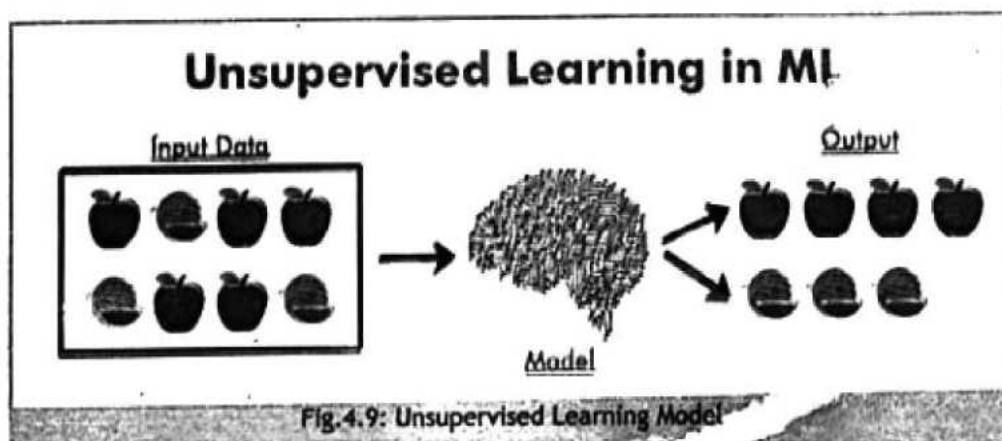 Unsupervised Learning in ML
Input Data
Output
Model
Fig.4.9: Unsupervised Learning Model